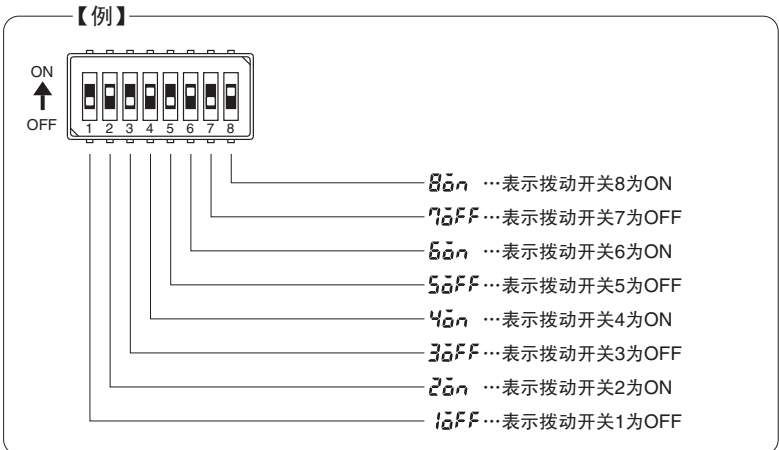 【例】
ON
OFF
1 2 3 4 5 6 7 8
8ōn …表示拨动开关8为ON
7ōFF…表示拨动开关7为OFF
6ōn …表示拨动开关6为ON
5ōFF…表示拨动开关5为OFF
4ōn …表示拨动开关4为ON
3ōFF…表示拨动开关3为OFF
2ōn …表示拨动开关2为ON
1ōFF…表示拨动开关1为OFF